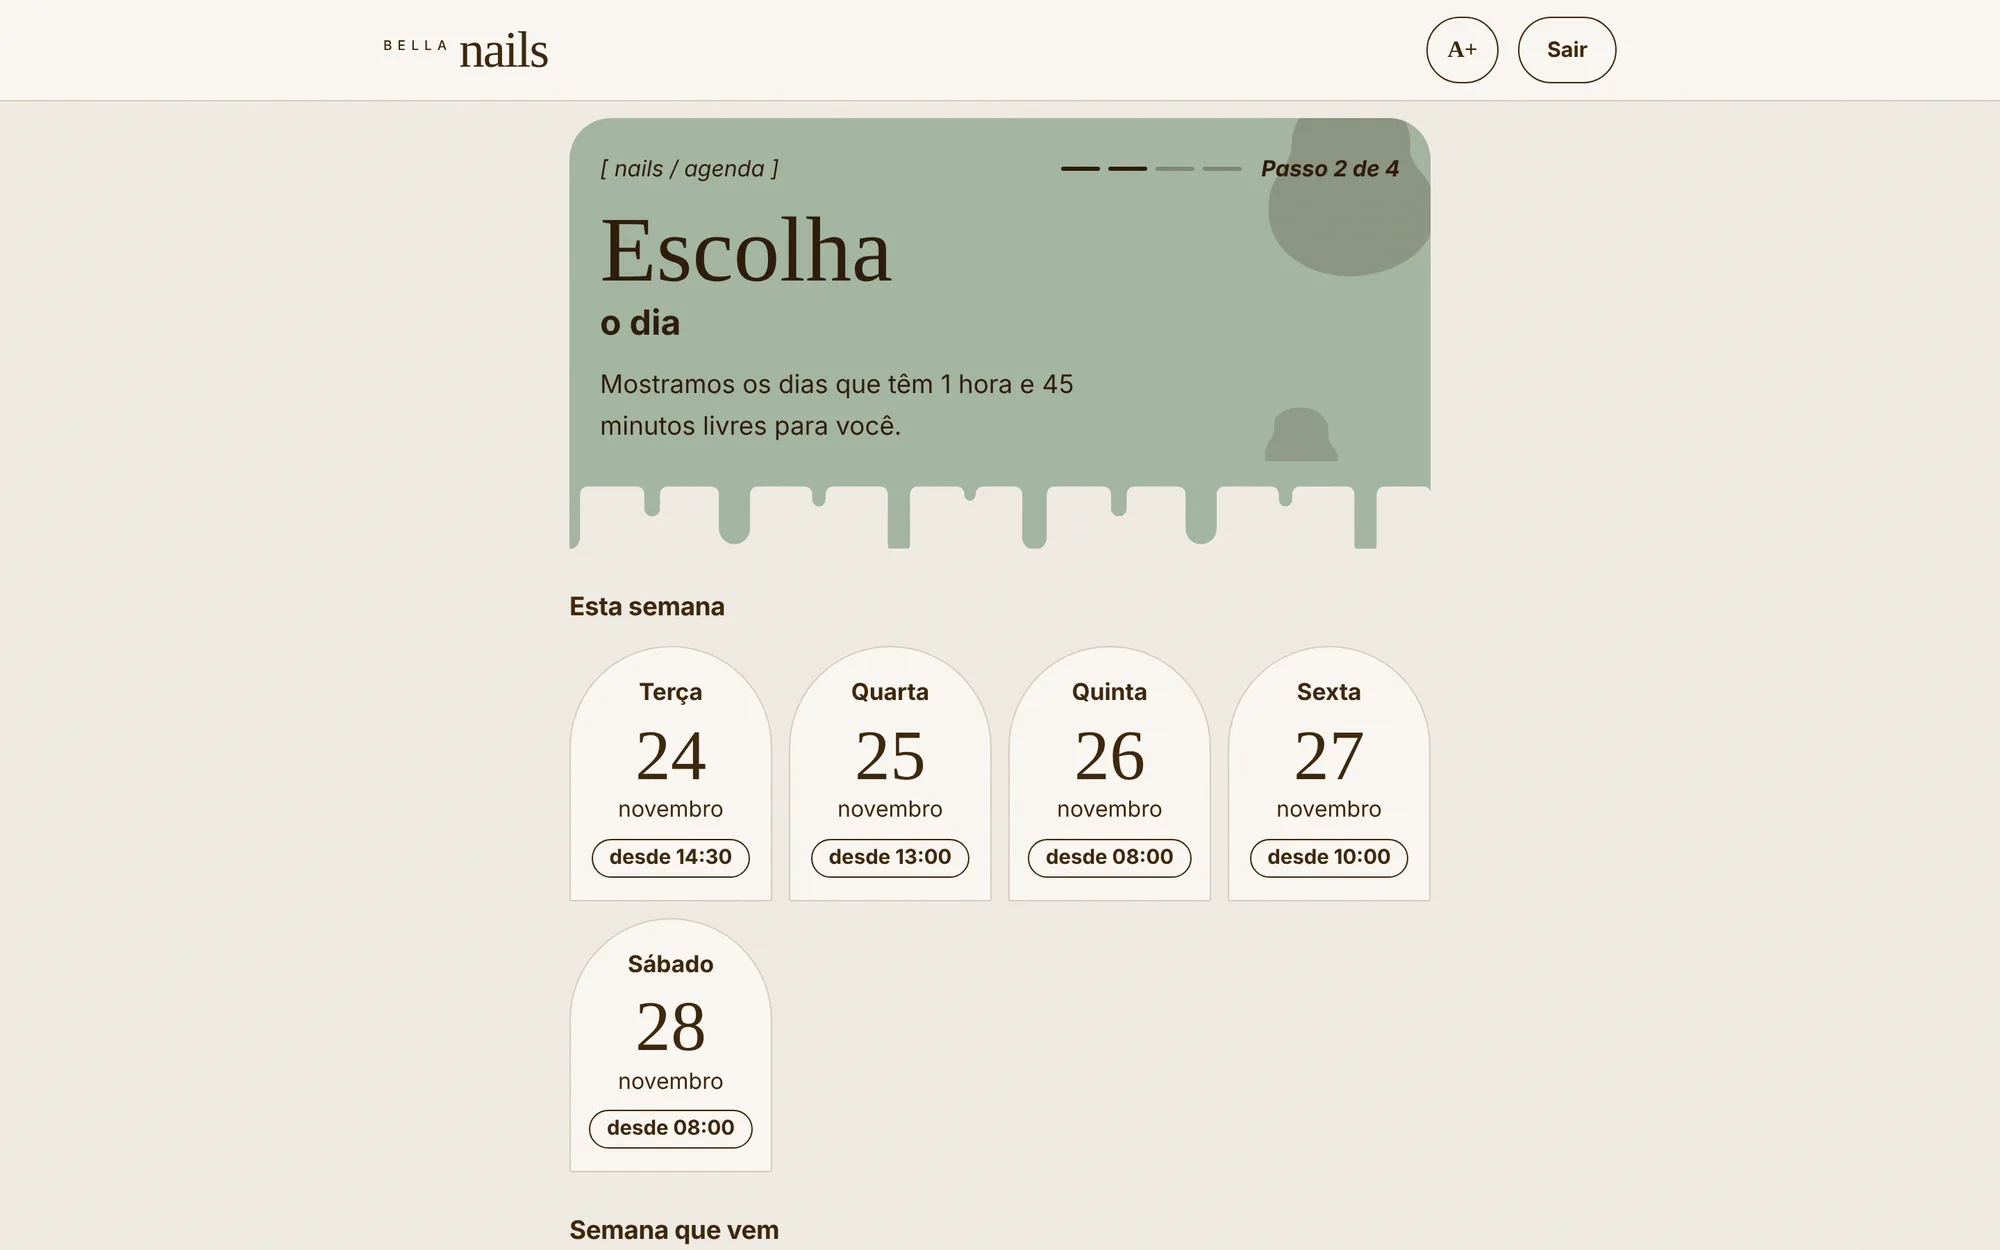 BELLA nails
A+
Sair
[ nails / agenda ]
Passo 2 de 4
Escolha
o dia
Mostramos os dias que têm 1 hora e 45
minutos livres para você.
Esta semana
Terça
24
novembro
desde 14:30
Quarta
25
novembro
desde 13:00
Quinta
26
novembro
desde 08:00
Sexta
27
novembro
desde 10:00
Sábado
28
novembro
desde 08:00
Semana que vem